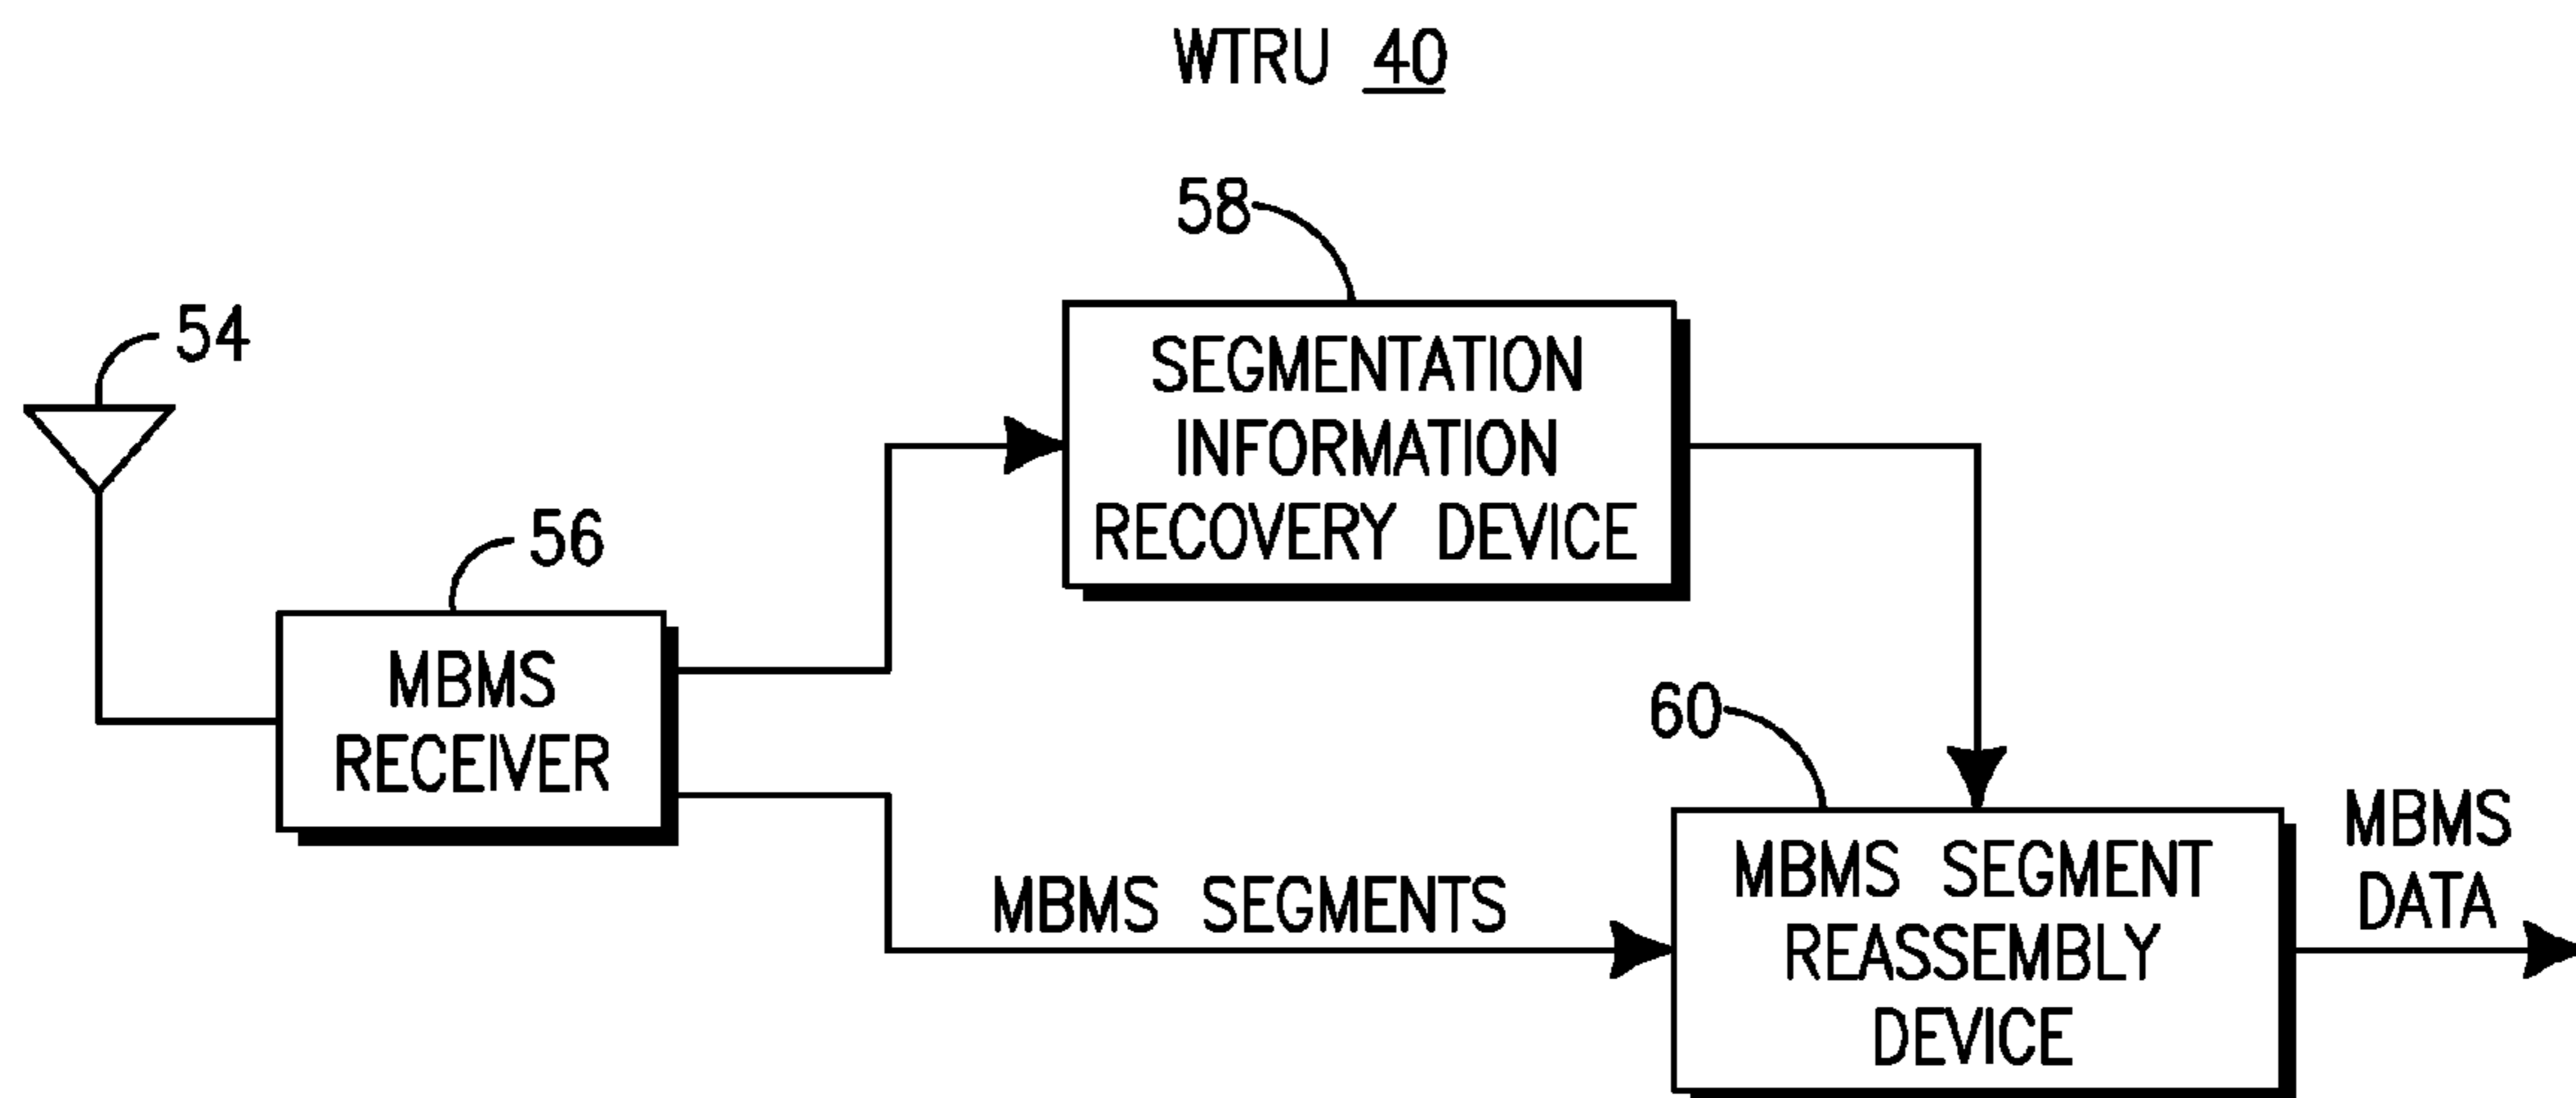 WTRU 40
58
54
SEGMENTATION
INFORMATION
RECOVERY DEVICE
56
MBMS
RECEIVER
60
MBMS SEGMENTS
MBMS SEGMENT
REASSEMBLY
DEVICE
MBMS
DATA